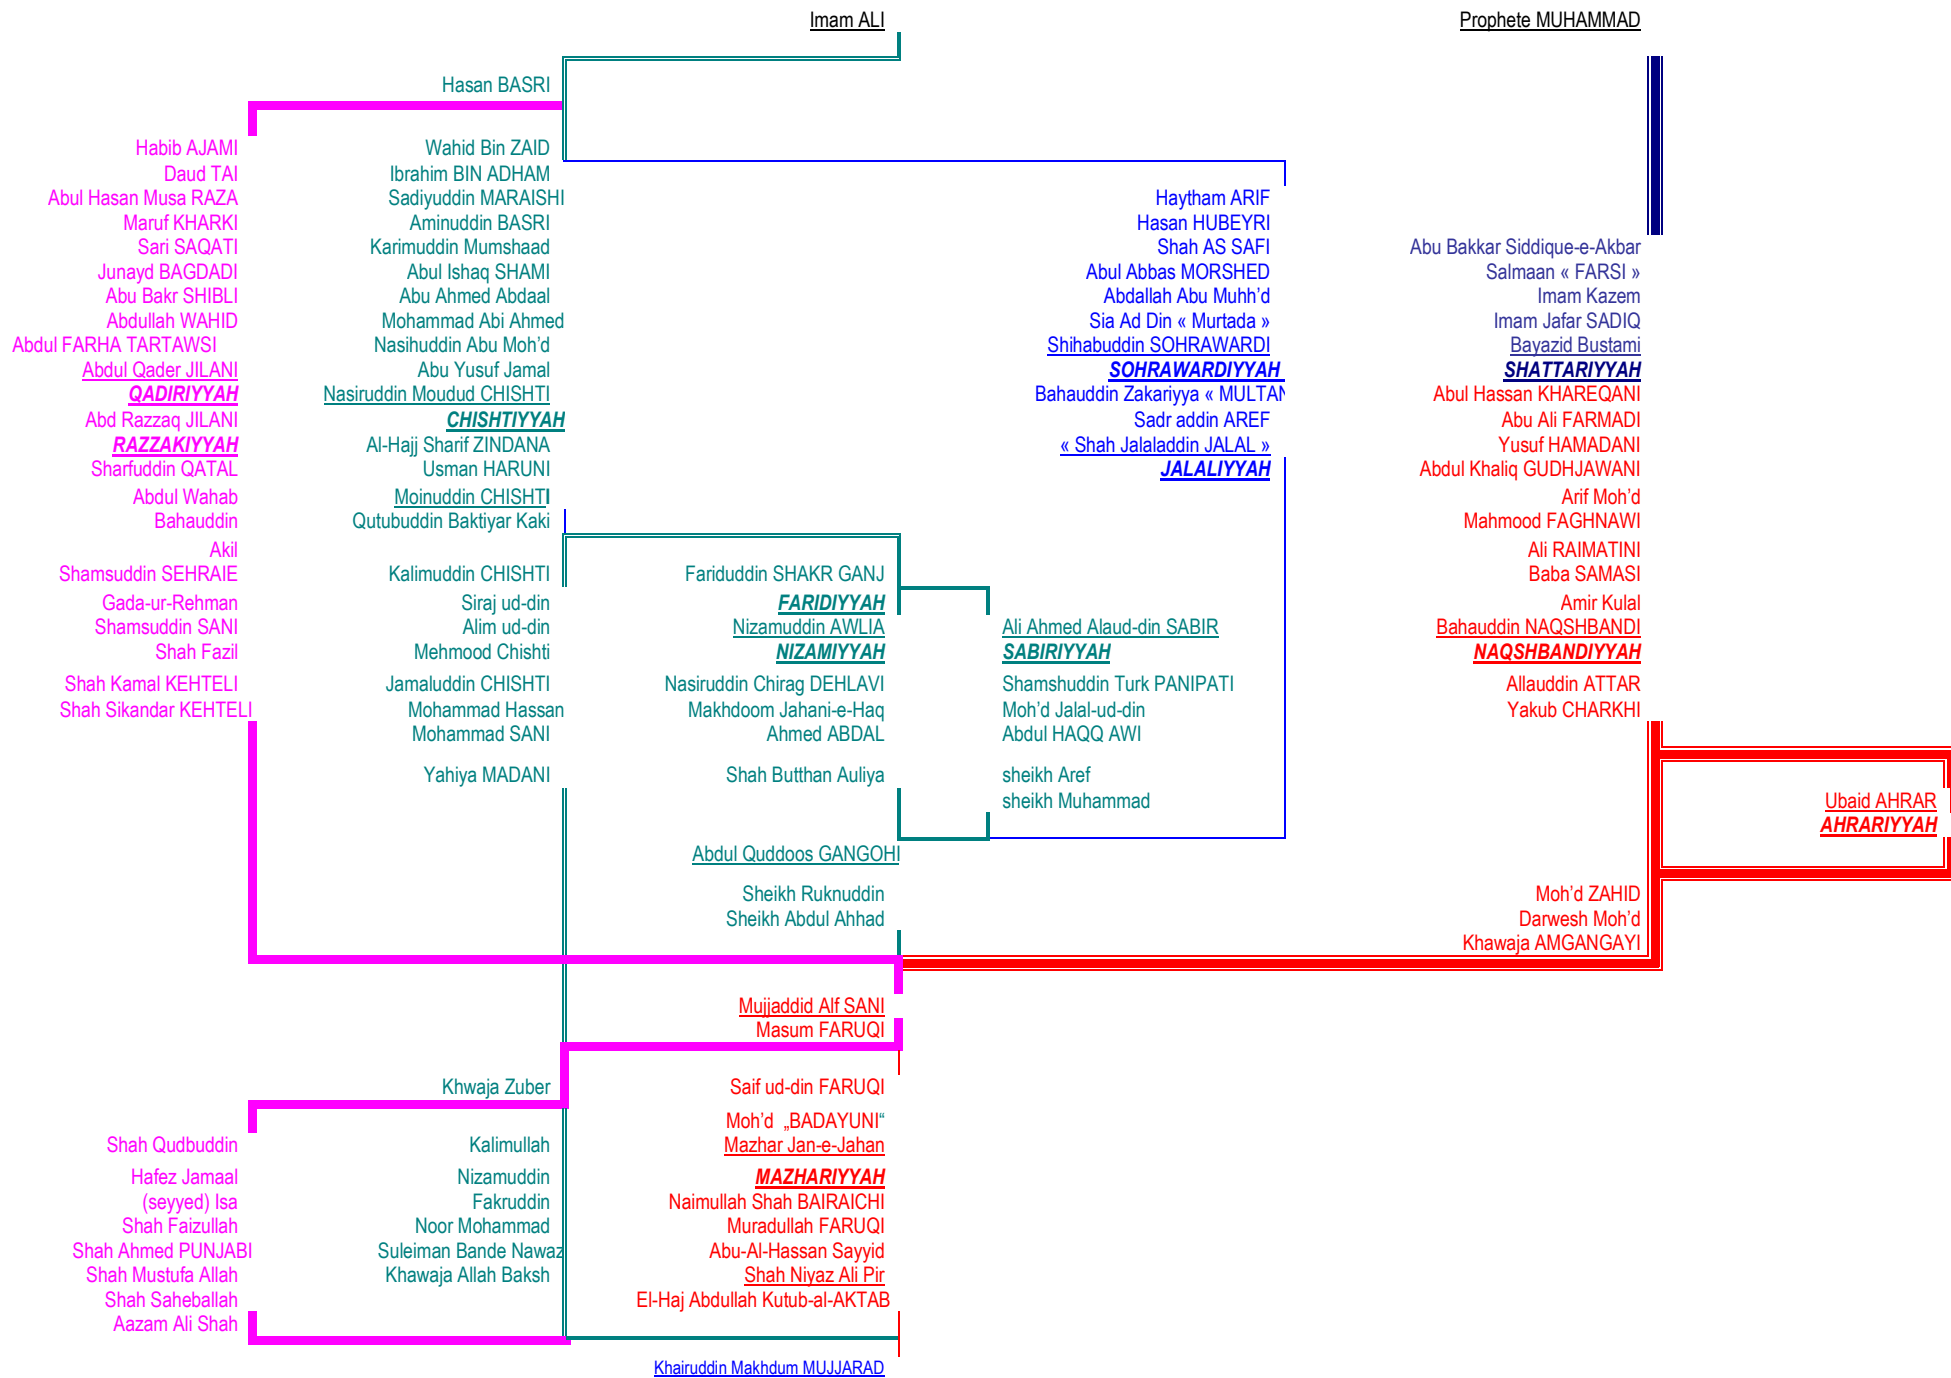 Imam ALI
Prophete MUHAMMAD
Hasan BASRI
Habib AJAMI
Daud TAI
Abul Hasan Musa RAZA
Maruf KHARKI
Sari SAQATI
Junayd BAGDADI
Abu Bakr SHIBLI
Abdullah WAHID
Abdul FARHA TARTAWSI
Abdul Qader JILANI
QADIRIYYAH
Abd Razzaq JILANI
RAZZAKIYYAH
Sharfuddin QATAL
Abdul Wahab
Bahauddin
Akil
Shamsuddin SEHRAIE
Gada-ur-Rehman
Shamsuddin SANI
Shah Fazil
Shah Kamal KEHTELI
Shah Sikandar KEHTELI
Wahid Bin ZAID
Ibrahim BIN ADHAM
Sadiyuddin MARAISHI
Aminuddin BASRI
Karimuddin Mumshaad
Abul Ishaq SHAMI
Abu Ahmed Abdaal
Mohammad Abi Ahmed
Nasihuddin Abu Moh'd
Abu Yusuf Jamal
Nasiruddin Moudud CHISHTI
CHISHTIYYAH
Al-Hajj Sharif ZINDANA
Usman HARUNI
Moinuddin CHISHTI
Qutubuddin Baktiyar Kaki
Kalimuddin CHISHTI
Siraj ud-din
Alim ud-din
Mehmood Chishti
Jamaluddin CHISHTI
Mohammad Hassan
Mohammad SANI
Yahiya MADANI
Fariduddin SHAKR GANJ
FARIDIYYAH
Nizamuddin AWLIA
NIZAMIYYAH
Nasiruddin Chirag DEHLAVI
Makhdoom Jahani-e-Haq
Ahmed ABDAL
Shah Butthan Auliya
Abdul Quddoos GANGOHI
Sheikh Ruknuddin
Sheikh Abdul Ahhad
Haytham ARIF
Hasan HUBEYRI
Shah AS SAFI
Abul Abbas MORSHED
Abdallah Abu Muhh'd
Sia Ad Din « Murtada »
Shihabuddin SOHRAWARDI
SOHRAWARDIYYAH
Bahauddin Zakariyya « MULTAN
Sadr addin AREF
« Shah Jalaladdin JALAL »
JALALIYYAH
Ali Ahmed Alaud-din SABIR
SABIRIYYAH
Shamshuddin Turk PANIPATI
Moh'd Jalal-ud-din
Abdul HAQQ AWI
sheikh Aref
sheikh Muhammad
Abu Bakkar Siddique-e-Akbar
Salmaan « FARSI »
Imam Kazem
Imam Jafar SADIQ
Bayazid Bustami
SHATTARIYYAH
Abul Hassan KHAREQANI
Abu Ali FARMADI
Yusuf HAMADANI
Abdul Khaliq GUDHJAWANI
Arif Moh'd
Mahmood FAGHNAWI
Ali RAIMATINI
Baba SAMASI
Amir Kulal
Bahauddin NAQSHBANDI
NAQSHBANDIYYAH
Allauddin ATTAR
Yakub CHARKHI
Ubaid AHRAR
AHRARIYYAH
Moh'd ZAHID
Darwesh Moh'd
Khawaja AMGANGAYI
Mujjaddid Alf SANI
Masum FARUQI
Khwaja Zuber
Shah Qudbuddin
Hafez Jamaal
(seyyed) Isa
Shah Faizullah
Shah Ahmed PUNJABI
Shah Mustufa Allah
Shah Saheballah
Aazam Ali Shah
Kalimullah
Nizamuddin
Fakruddin
Noor Mohammad
Suleiman Bande Nawaz
Khawaja Allah Baksh
Saif ud-din FARUQI
Moh'd „BADAYUNI“
Mazhar Jan-e-Jahan
MAZHARIYYAH
Naimullah Shah BAIRAICHI
Muradullah FARUQI
Abu-Al-Hassan Sayyid
Shah Niyaz Ali Pir
El-Haj Abdullah Kutub-al-AKTAB
Khairuddin Makhdum MUJJARAD